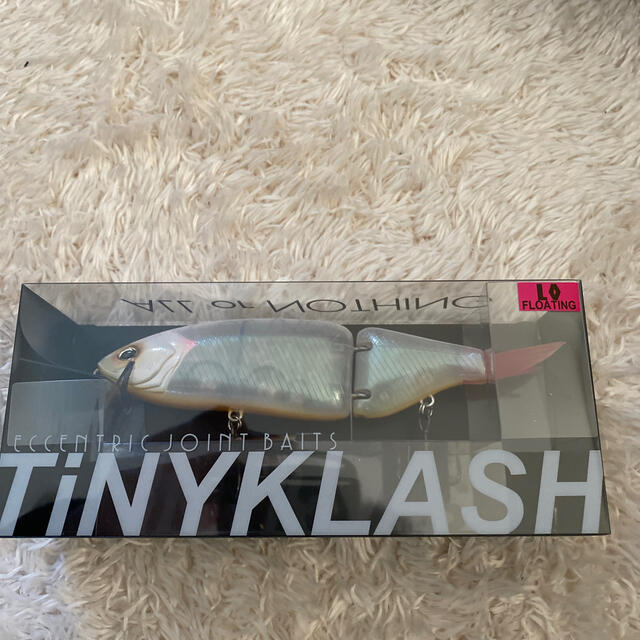 ALL OR NOTHING
LO
FLOATING
ECCENTRIC JOINT BAITS
TiNYKLASH